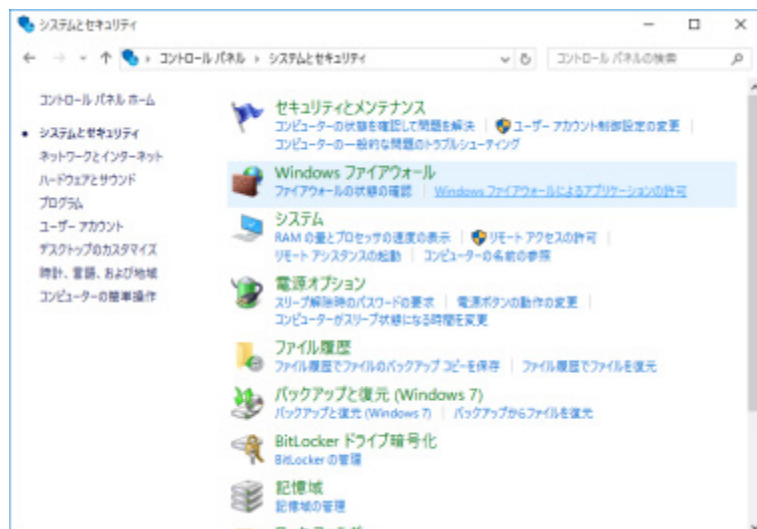 システムとセキュリティ
コントロール パネル › システムとセキュリティ
コントロール パネルの検索
コントロール パネル ホーム
システムとセキュリティ
ネットワークとインターネット
ハードウェアとサウンド
プログラム
ユーザー アカウント
デスクトップのカスタマイズ
時計、言語、および地域
コンピューターの簡単操作
セキュリティとメンテナンス
コンピューターの状態を確認して問題を解決 | ユーザー アカウント制御設定の変更 |
コンピューターの一般的な問題のトラブルシューティング
Windows ファイアウォール
ファイアウォールの状態の確認 | Windows ファイアウォールによるアプリケーションの許可
システム
RAM の量とプロセッサの速度の表示 | リモート アクセスの許可 |
リモート アシスタンスの起動 | コンピューターの名前の参照
電源オプション
スリープ解除時のパスワードの要求 | 電源ボタンの動作の変更 |
コンピューターがスリープ状態になる時間を変更
ファイル履歴
ファイル履歴でファイルのバックアップ コピーを保存 | ファイル履歴でファイルを復元
バックアップと復元 (Windows 7)
バックアップと復元 (Windows 7) | バックアップからファイルを復元
BitLocker ドライブ暗号化
BitLocker の管理
記憶域
記憶域の管理